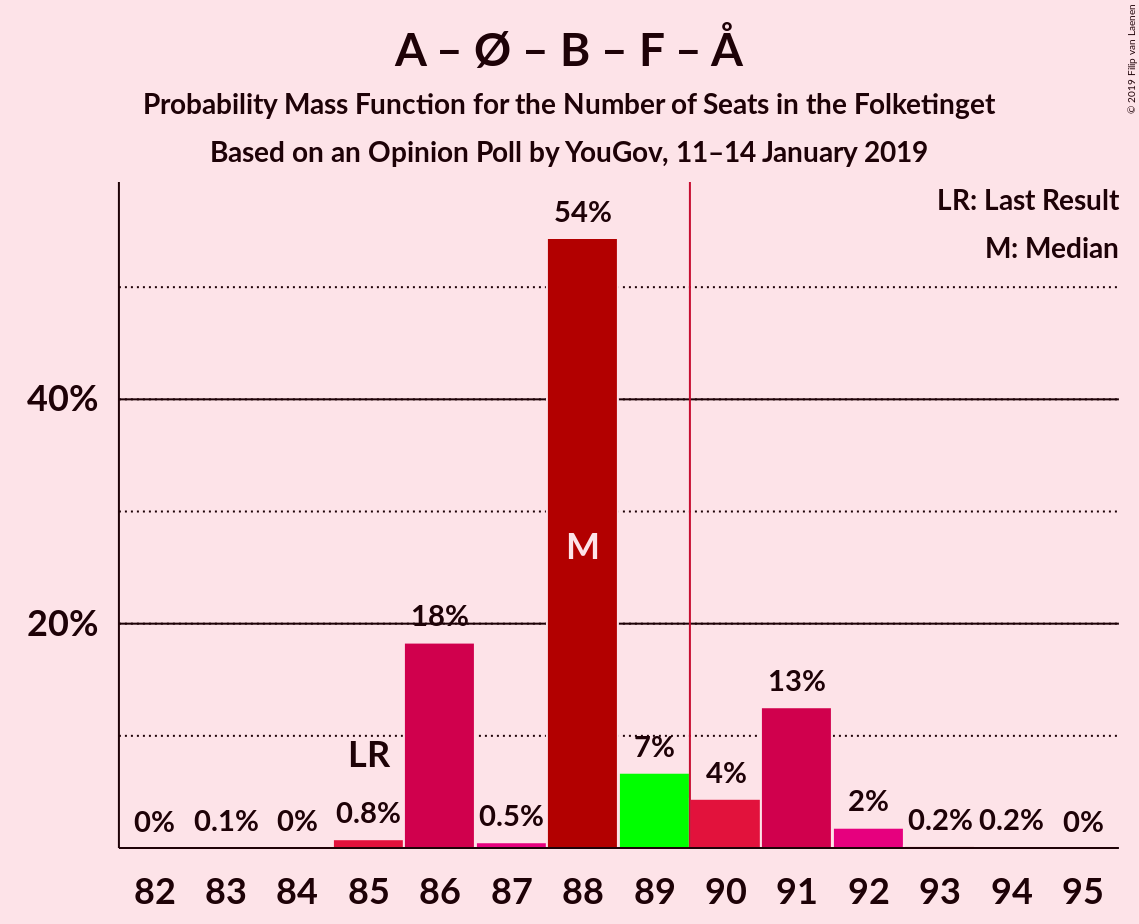 A – Ø – B – F – Å
Probability Mass Function for the Number of Seats in the Folketinget
Based on an Opinion Poll by YouGov, 11–14 January 2019
© 2019 Filip van Laenen
LR: Last Result
M: Median
54%
40%
M
20%
18%
13%
LR
7%
4%
2%
0% 0.1% 0% 0.8% 0.5% 0.2% 0.2% 0%
82 83 84 85 86 87 88 89 90 91 92 93 94 95